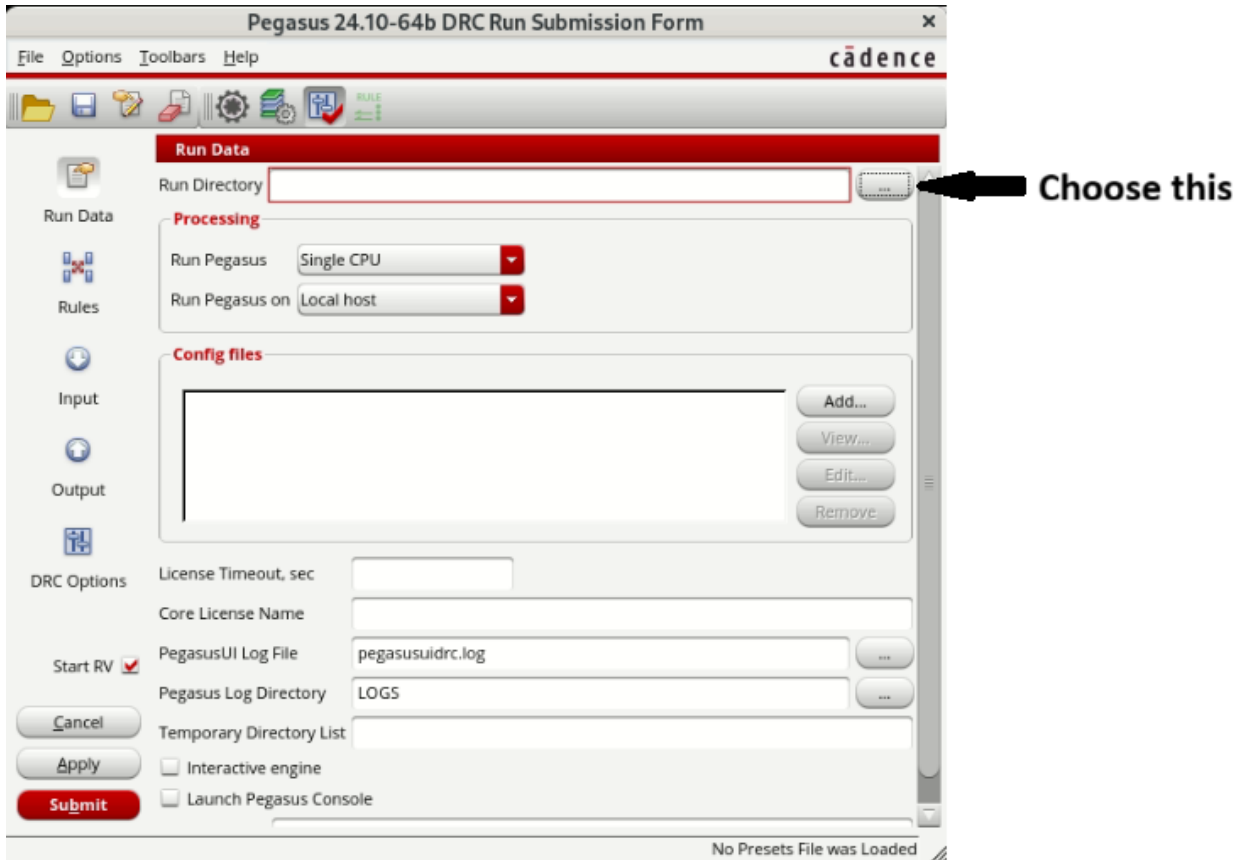 Pegasus 24.10-64b DRC Run Submission Form
File Options Toolbars Help
cādence
RULE
Run Data
Run Directory ...
Choose this
Run Data
Processing
Run Pegasus Single CPU
Rules
Run Pegasus on Local host
Config files
Input
Add...
View...
Output
Edit...
Remove
DRC Options
License Timeout, sec
Core License Name
Start RV
PegasusUI Log File pegasusuidrc.log ...
Pegasus Log Directory LOGS ...
Cancel
Temporary Directory List
Apply
Interactive engine
Submit
Launch Pegasus Console
No Presets File was Loaded